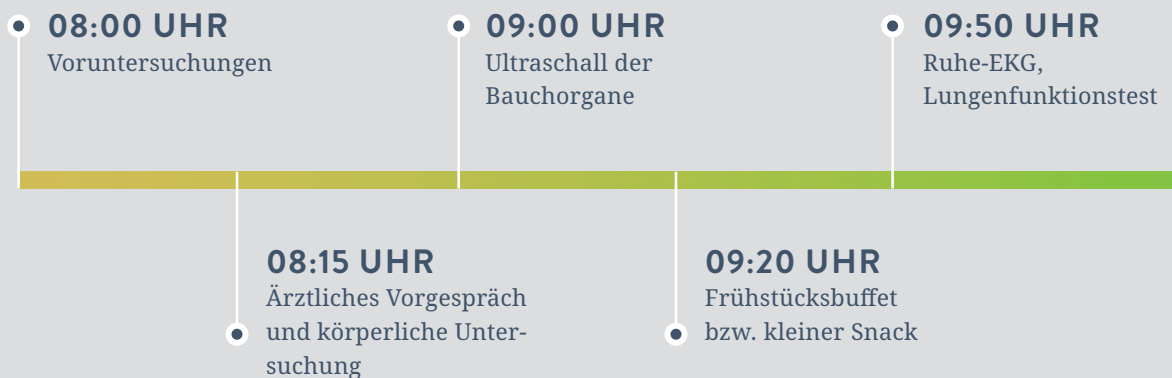 08:00 UHR
Voruntersuchungen
08:15 UHR
Ärztliches Vorgespräch
und körperliche Unter-
suchung
09:00 UHR
Ultraschall der
Bauchorgane
09:20 UHR
Frühstücksbuffet
bzw. kleiner Snack
09:50 UHR
Ruhe-EKG,
Lungenfunktionstest